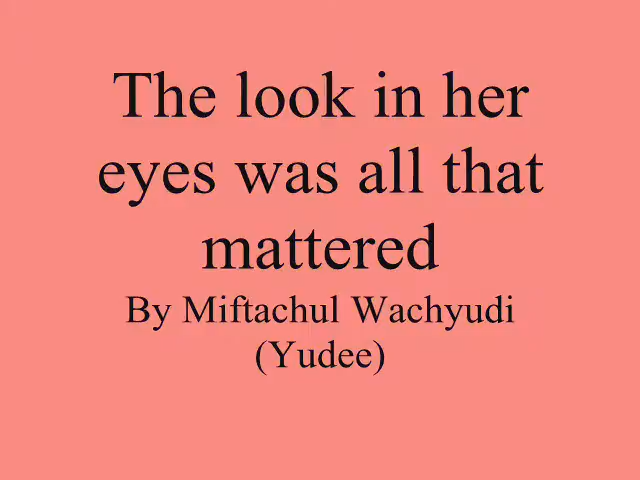 The look in her
eyes was all that
mattered
By Miftachul Wachyudi
(Yudee)